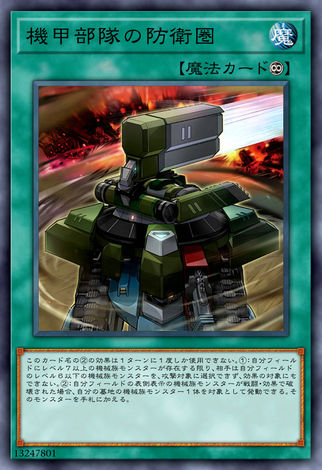 機甲部隊の防衛圏
魔
【魔法カード】
このカード名の②の効果は１ターンに１度しか使用できない。①：自分フィール
ドにレベル７以上の機械族モンスターが存在する限り、相手は自分フィールド
のレベル６以下の機械族モンスターを、攻撃対象に選択できず、効果の対象にも
できない。②：自分フィールドの表側表示の機械族モンスターが戦闘・効果で破
壊された場合、自分の墓地の機械族モンスター１体を対象として発動できる。そ
のモンスターを手札に加える。
13247801